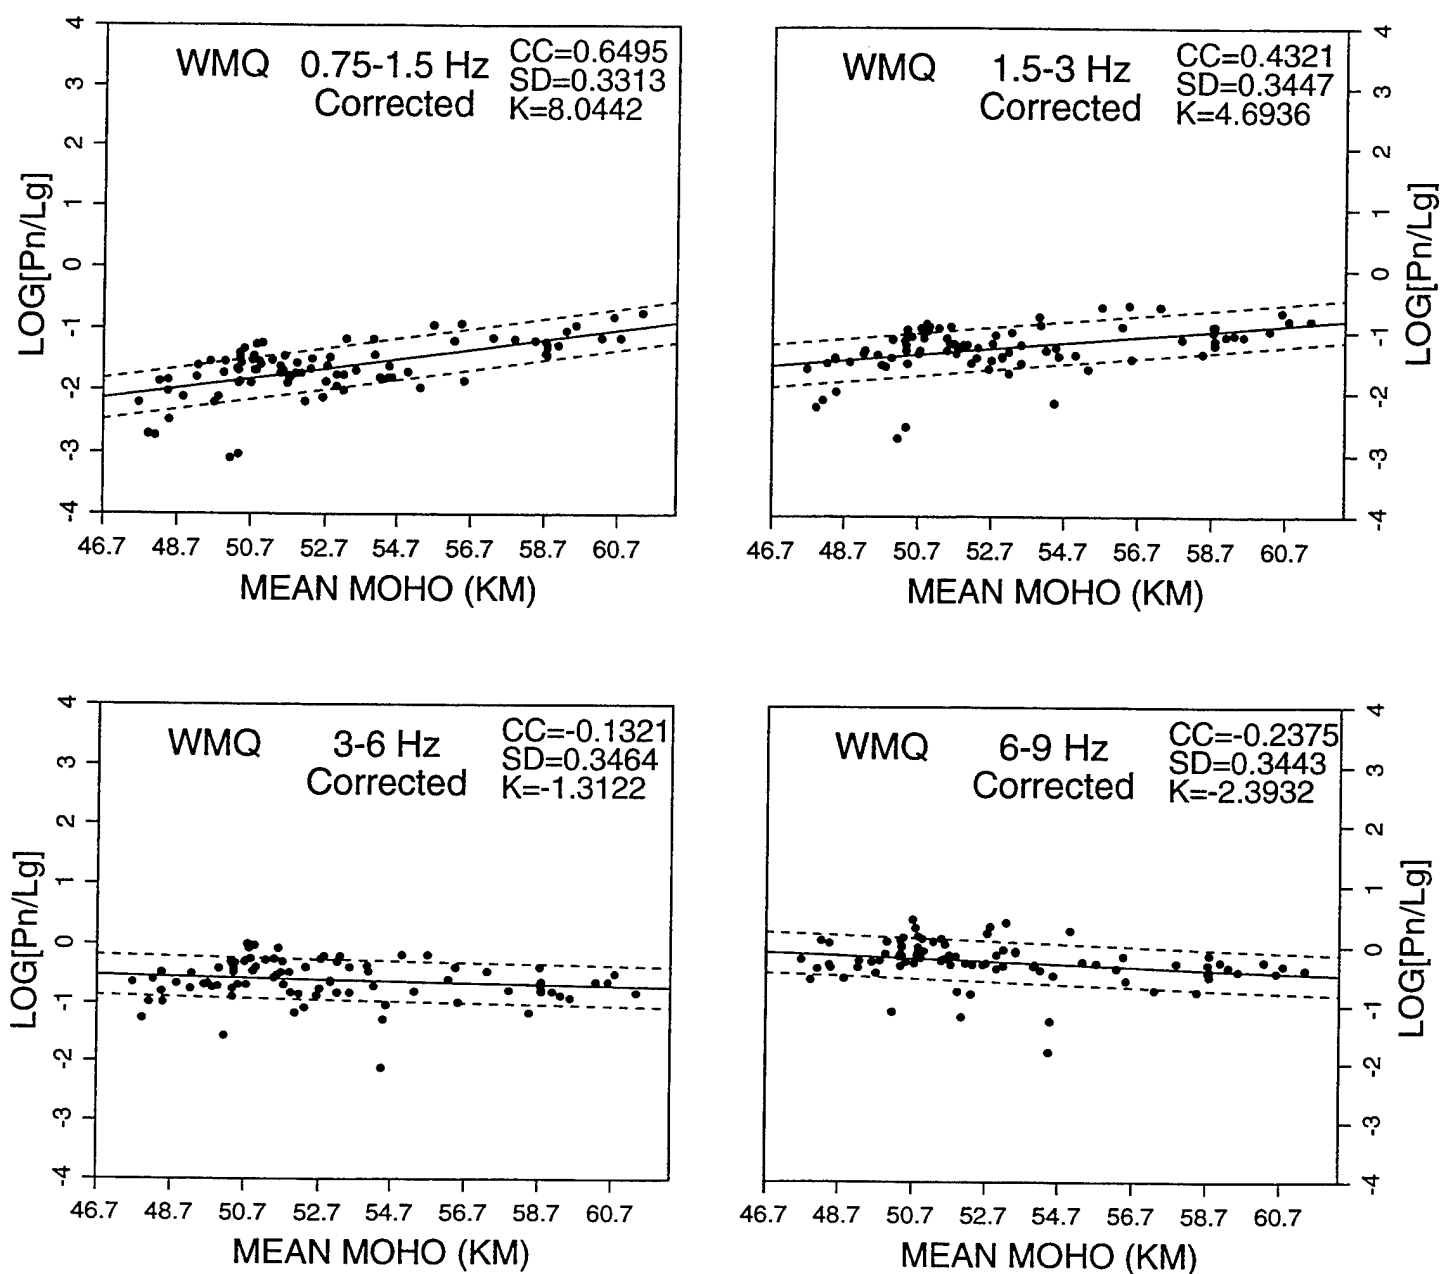 WMQ 0.75-1.5 Hz
Corrected
CC=0.6495
SD=0.3313
K=8.0442
LOG[Pn/Lg]
4
3
2
1
0
-1
-2
-3
-4
46.7 48.7 50.7 52.7 54.7 56.7 58.7 60.7
MEAN MOHO (KM)
WMQ 1.5-3 Hz
Corrected
CC=0.4321
SD=0.3447
K=4.6936
4
3
2
1
0
-1
-2
-3
-4
LOG[Pn/Lg]
46.7 48.7 50.7 52.7 54.7 56.7 58.7 60.7
MEAN MOHO (KM)
WMQ 3-6 Hz
Corrected
CC=-0.1321
SD=0.3464
K=-1.3122
LOG[Pn/Lg]
4
3
2
1
0
-1
-2
-3
-4
46.7 48.7 50.7 52.7 54.7 56.7 58.7 60.7
MEAN MOHO (KM)
WMQ 6-9 Hz
Corrected
CC=-0.2375
SD=0.3443
K=-2.3932
4
3
2
1
0
-1
-2
-3
-4
LOG[Pn/Lg]
46.7 48.7 50.7 52.7 54.7 56.7 58.7 60.7
MEAN MOHO (KM)